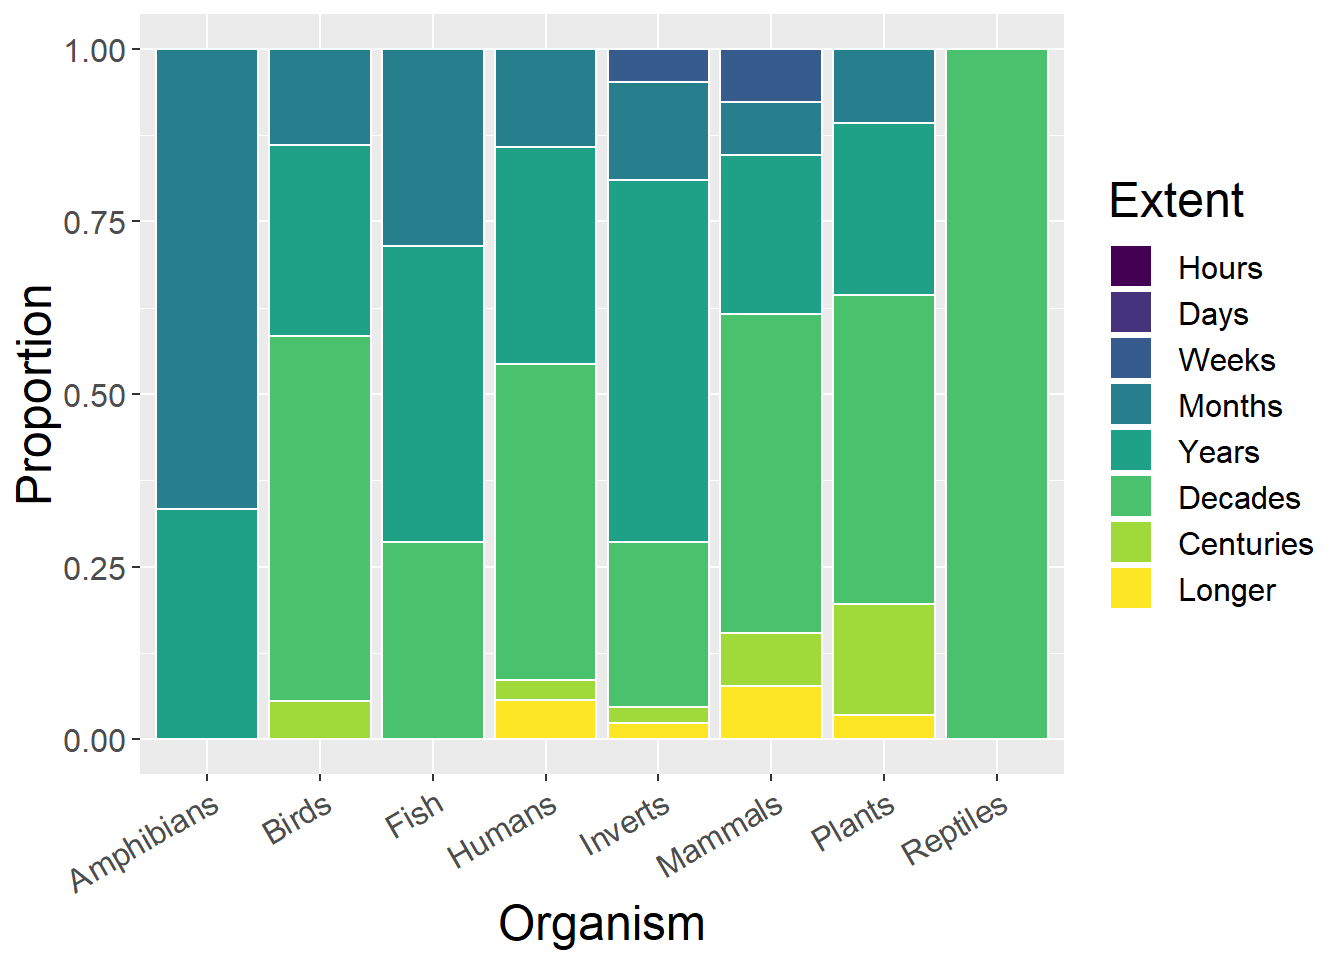 1.00
0.75
0.50
0.25
0.00
Proportion
Amphibians
Birds
Fish
Humans
Inverts
Mammals
Plants
Reptiles
Organism
Extent
Hours
Days
Weeks
Months
Years
Decades
Centuries
Longer